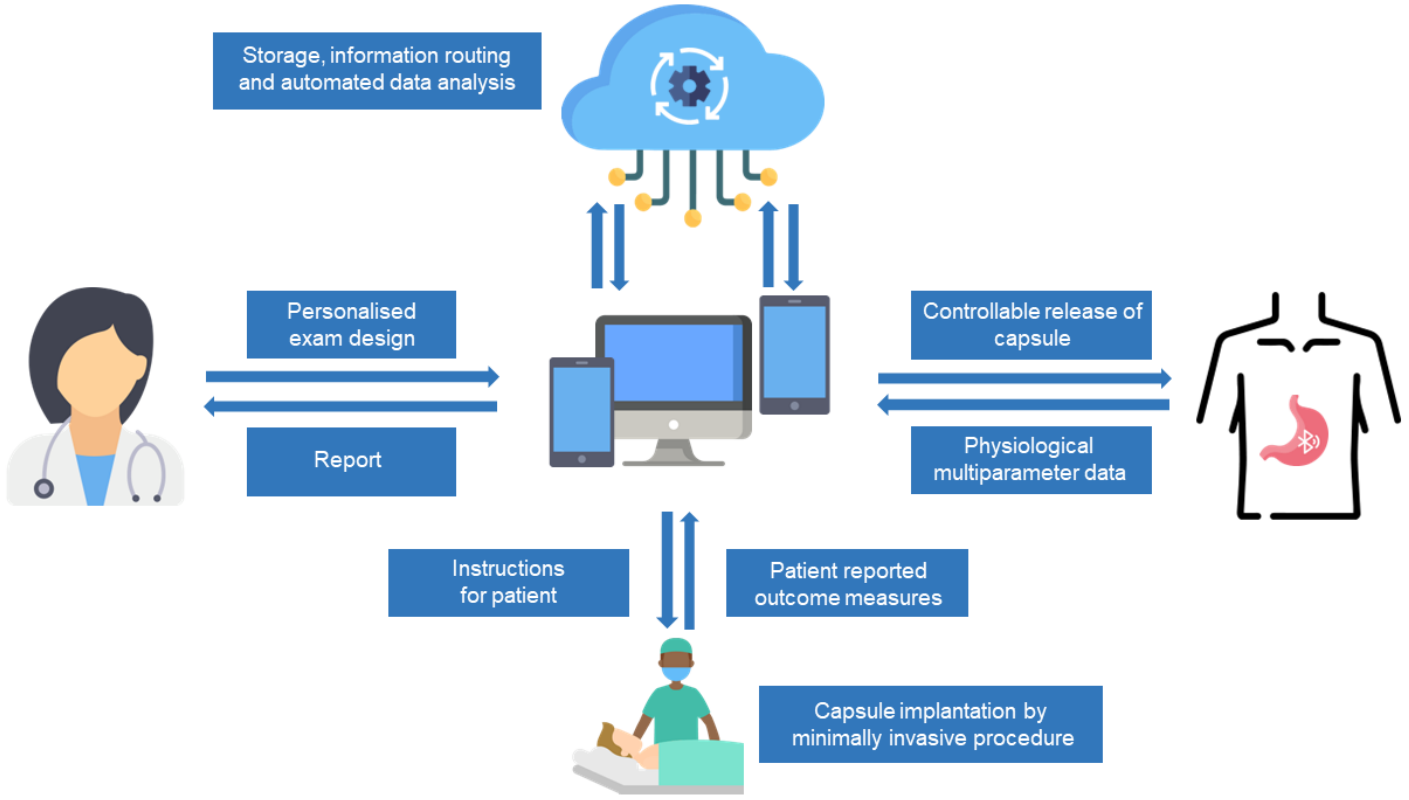 Storage, information routing
and automated data analysis
Personalised
exam design
Controllable release of
capsule
Report
Physiological
multiparameter data
Instructions
for patient
Patient reported
outcome measures
Capsule implantation by
minimally invasive procedure